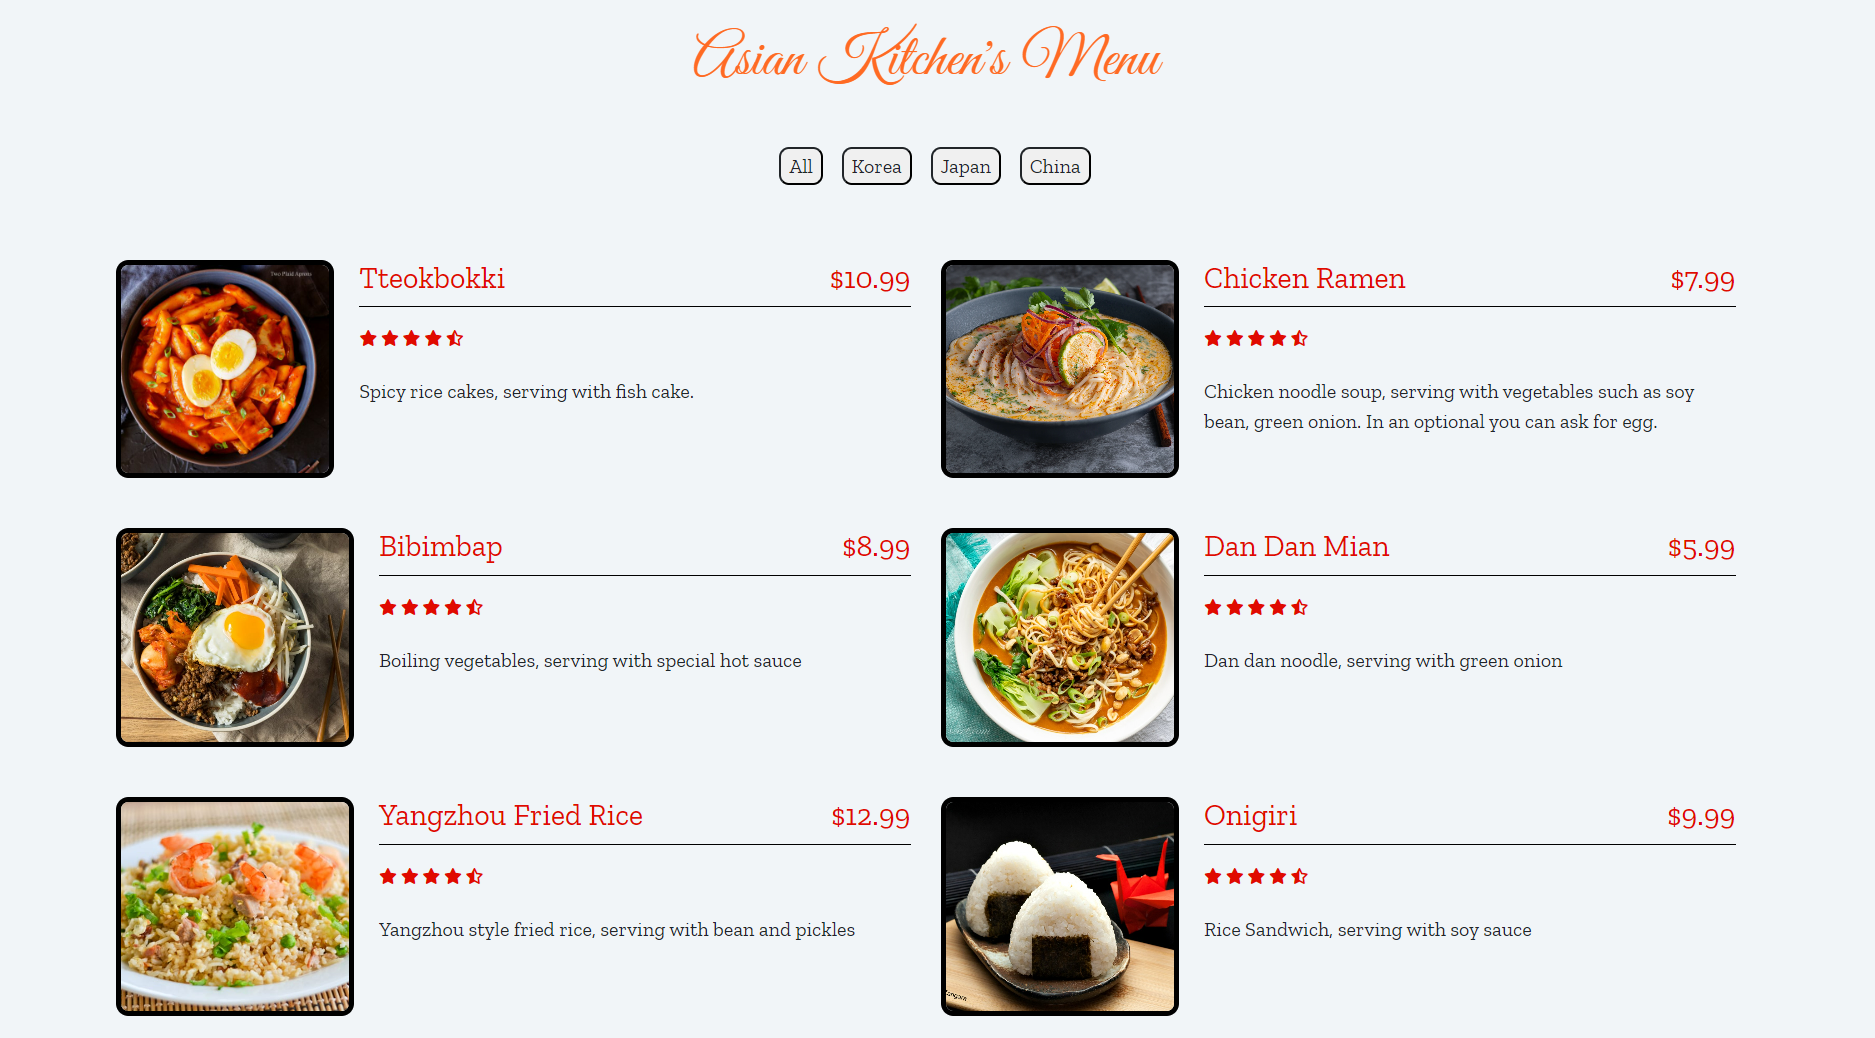 Asian Kitchen's Menu
All
Korea
Japan
China
Tteokbokki
$10.99
Spicy rice cakes, serving with fish cake.
Chicken Ramen
$7.99
Chicken noodle soup, serving with vegetables such as soy
bean, green onion. In an optional you can ask for egg.
Bibimbap
$8.99
Boiling vegetables, serving with special hot sauce
Dan Dan Mian
$5.99
Dan dan noodle, serving with green onion
Yangzhou Fried Rice
$12.99
Yangzhou style fried rice, serving with bean and pickles
Onigiri
$9.99
Rice Sandwich, serving with soy sauce